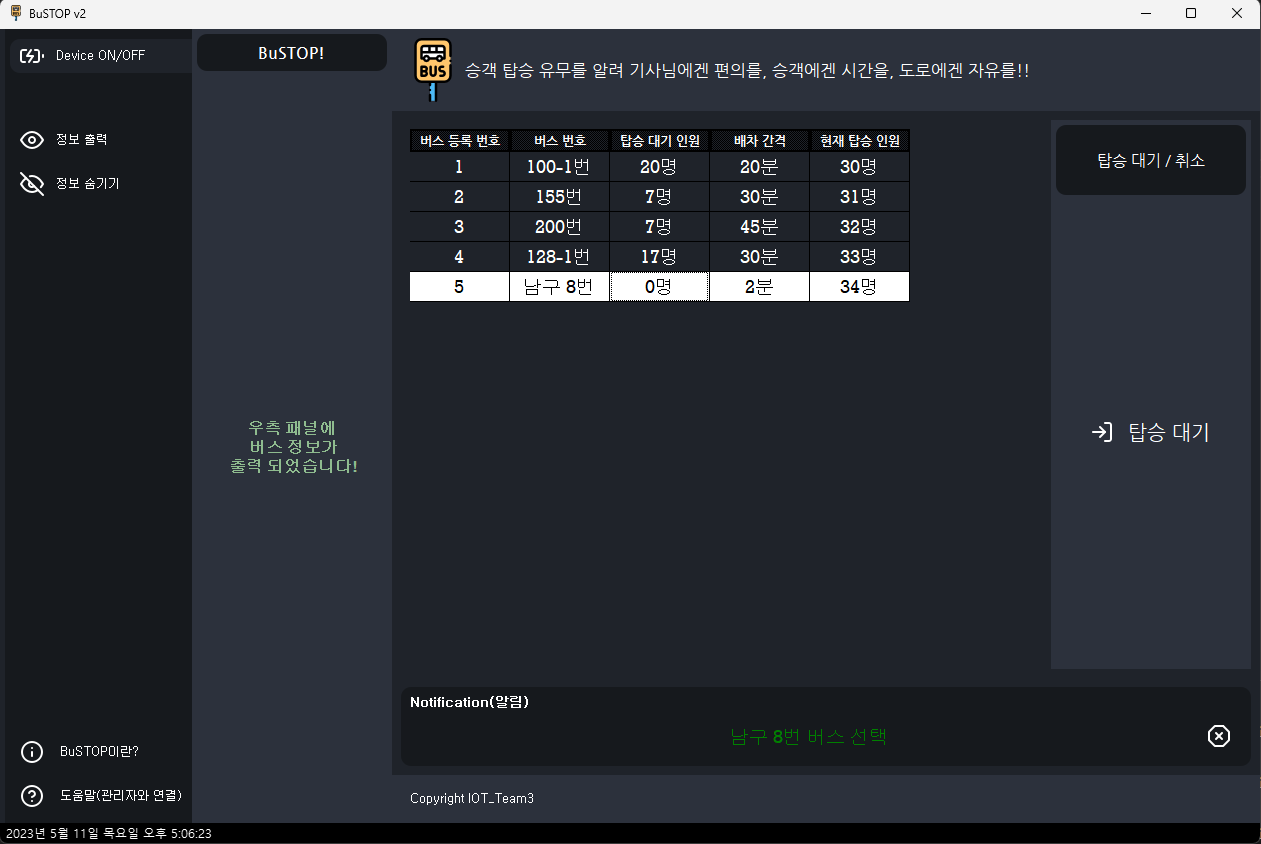 BuSTOP v2
Device ON/OFF
정보 출력
정보 숨기기
BuSTOP이란?
도움말(관리자와 연결)
BuSTOP!
우측 패널에
버스 정보가
출력 되었습니다!
BUS
승객 탑승 유무를 알려 기사님에겐 편의를, 승객에겐 시간을, 도로에겐 자유를!!
버스 등록 번호 버스 번호 탑승 대기 인원 배차 간격 현재 탑승 인원
1 100-1번 20명 20분 30명
2 155번 7명 30분 31명
3 200번 7명 45분 32명
4 128-1번 17명 30분 33명
5 남구 8번 0명 2분 34명
탑승 대기 / 취소
탑승 대기
Notification(알림)
남구 8번 버스 선택
Copyright IOT_Team3
2023년 5월 11일 목요일 오후 5:06:23